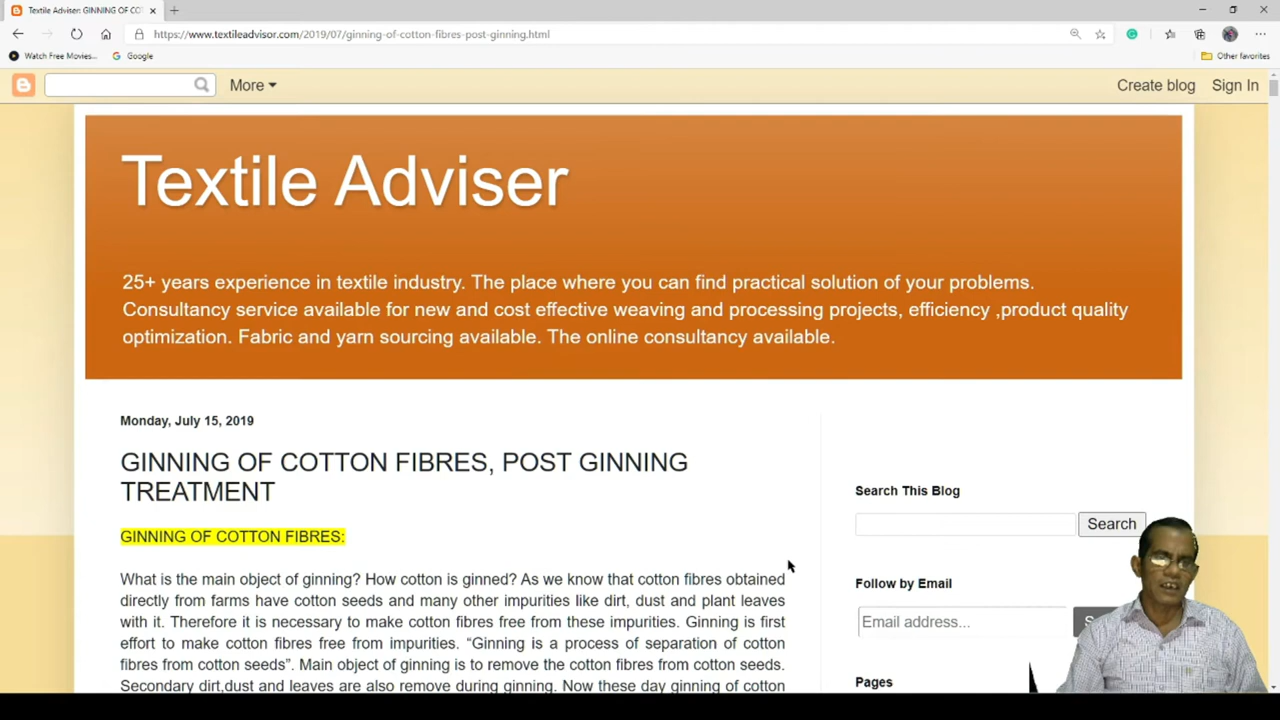 Textile Adviser: GINNING OF CO
https://www.textileadvisor.com/2019/07/ginning-of-cotton-fibres-post-ginning.html
Watch Free Movies...
Google
Other favorites
More
Create blog
Sign In
Textile Adviser
25+ years experience in textile industry. The place where you can find practical solution of your problems.
Consultancy service available for new and cost effective weaving and processing projects, efficiency ,product quality
optimization. Fabric and yarn sourcing available. The online consultancy available.
Monday, July 15, 2019
GINNING OF COTTON FIBRES, POST GINNING
TREATMENT
GINNING OF COTTON FIBRES:
What is the main object of ginning? How cotton is ginned? As we know that cotton fibres obtained
directly from farms have cotton seeds and many other impurities like dirt, dust and plant leaves
with it. Therefore it is necessary to make cotton fibres free from these impurities. Ginning is first
effort to make cotton fibres free from impurities. “Ginning is a process of separation of cotton
fibres from cotton seeds”. Main object of ginning is to remove the cotton fibres from cotton seeds.
Secondary dirt,dust and leaves are also remove during ginning. Now these day ginning of cotton
Search This Blog
Search
Follow by Email
Email address...
Pages